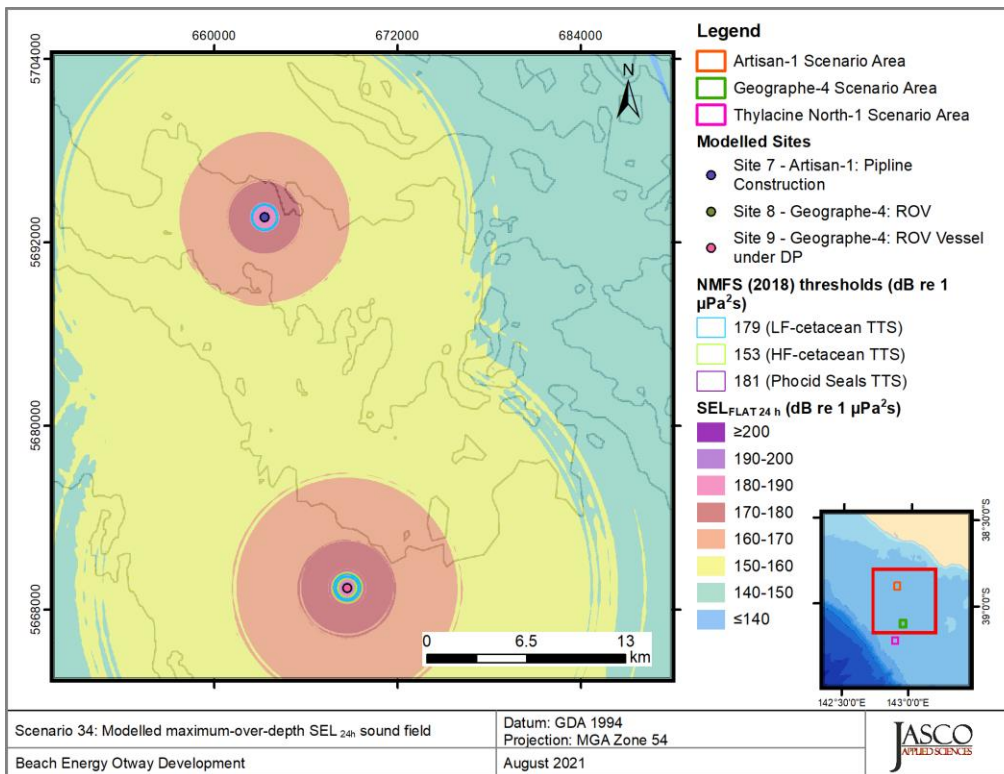 660000
672000
684000
5704000
5692000
5680000
5668000
N
0
6.5
13
km
Legend
Artisan-1 Scenario Area
Geographe-4 Scenario Area
Thylacine North-1 Scenario Area
Modelled Sites
Site 7 - Artisan-1: Pipline
Construction
Site 8 - Geographe-4: ROV
Site 9 - Geographe-4: ROV Vessel
under DP
NMFS (2018) thresholds (dB re 1
µPa²s)
179 (LF-cetacean TTS)
153 (HF-cetacean TTS)
181 (Phocid Seals TTS)
SEL FLAT 24 h (dB re 1 µPa²s)
≥200
190-200
180-190
170-180
160-170
150-160
140-150
≤140
38°30'0"S
39°0'0"S
142°30'0"E
143°0'0"E
Scenario 34: Modelled maximum-over-depth SEL 24h sound field
Datum: GDA 1994
Projection: MGA Zone 54
Beach Energy Otway Development
August 2021
JASCO
APPLIED SCIENCES